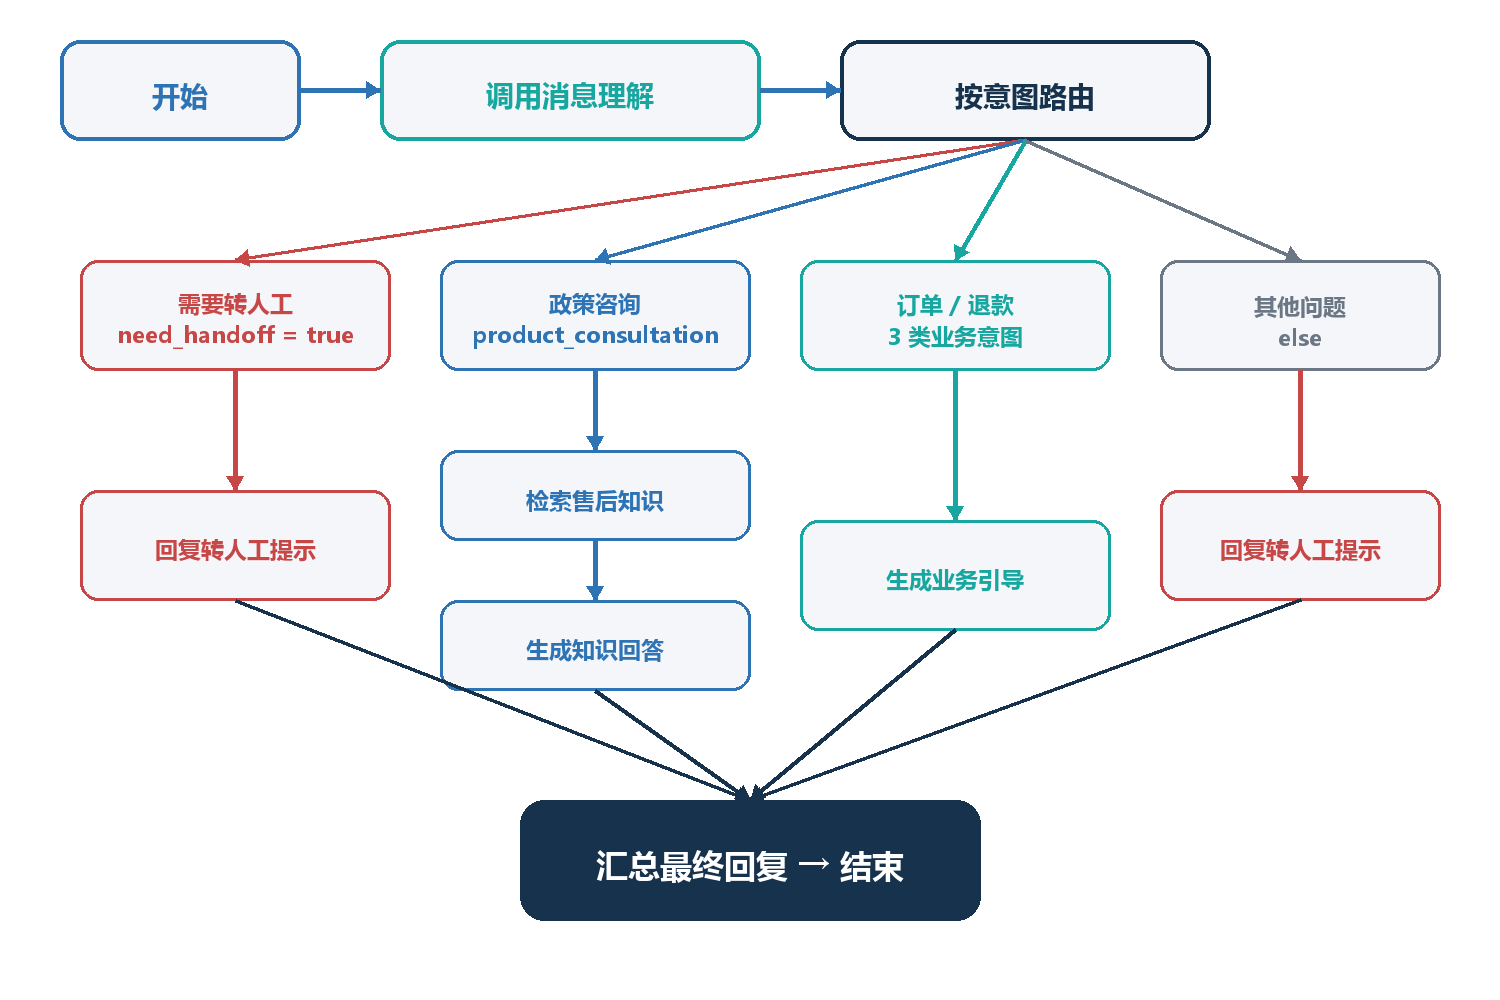 开始
调用消息理解
按意图路由
需要转人工
need_handoff = true
政策咨询
product_consultation
订单 / 退款
3 类业务意图
其他问题
else
检索售后知识
回复转人工提示
生成业务引导
回复转人工提示
生成知识回答
汇总最终回复 → 结束